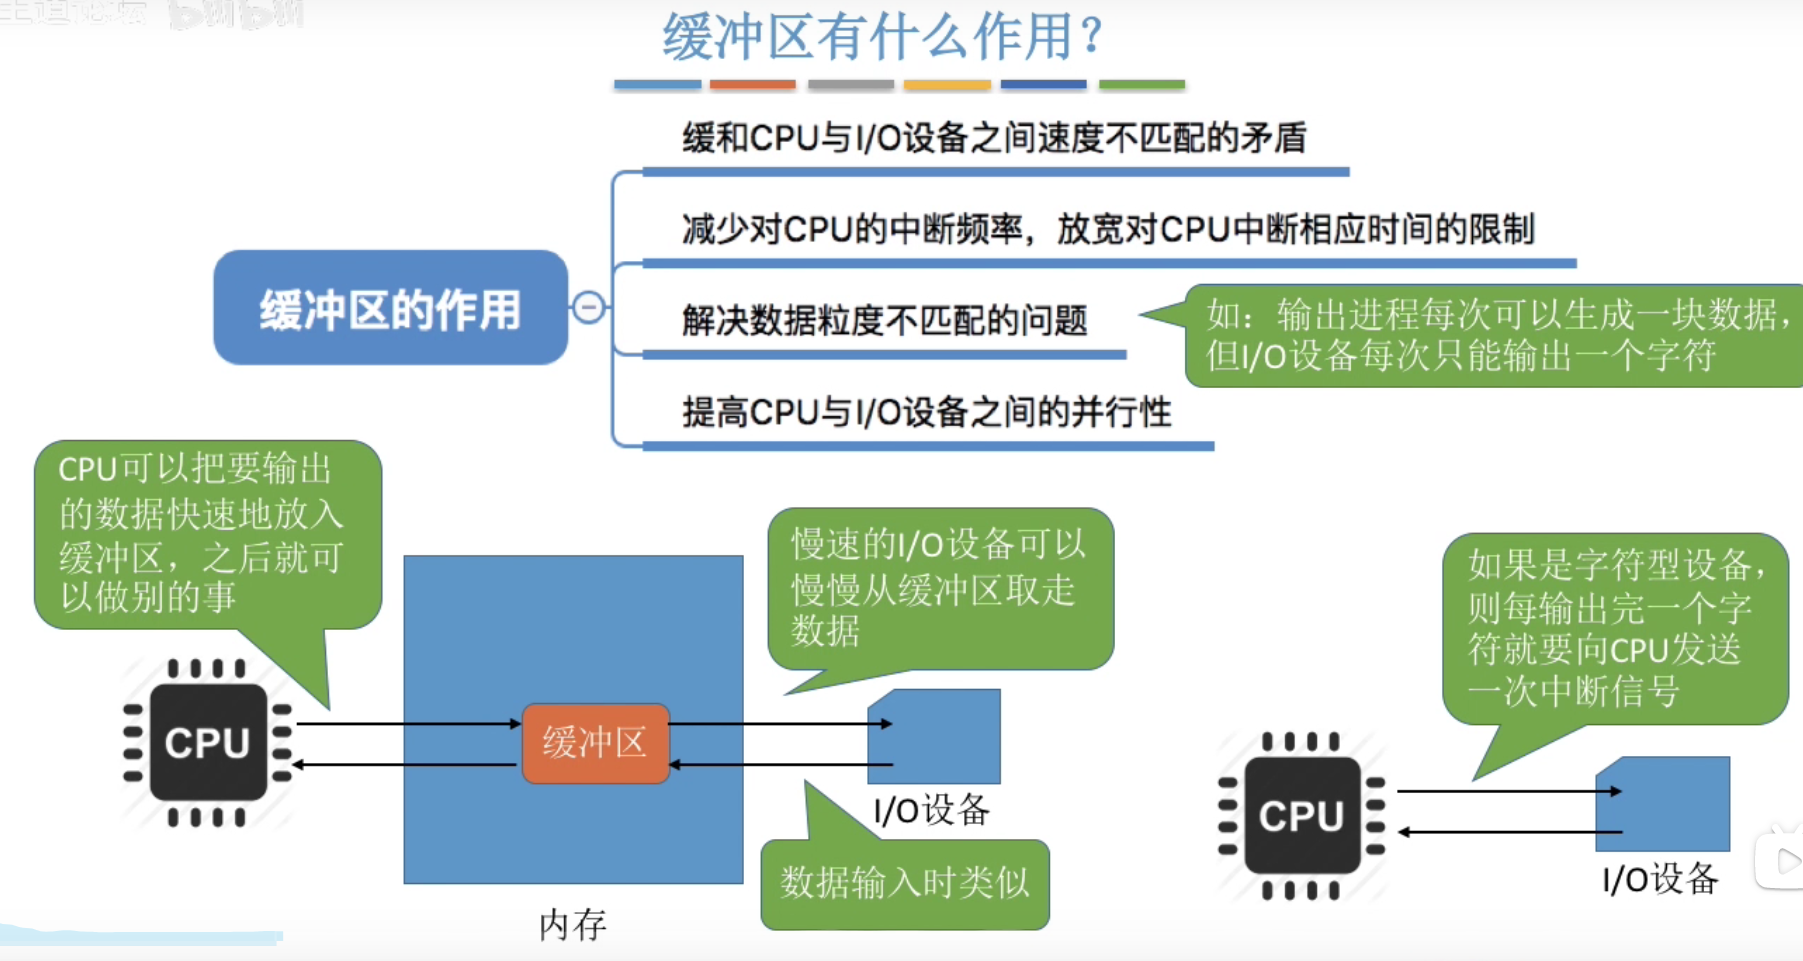 王道论坛 bilibili
缓冲区有什么作用？
缓和CPU与I/O设备之间速度不匹配的矛盾
减少对CPU的中断频率，放宽对CPU中断相应时间的限制
缓冲区的作用
解决数据粒度不匹配的问题
如：输出进程每次可以生成一块数据，
但I/O设备每次只能输出一个字符
提高CPU与I/O设备之间的并行性
CPU可以把要输出
的数据快速地放入
缓冲区，之后就可
以做别的事
慢速的I/O设备可以
慢慢从缓冲区取走
数据
如果是字符型设备，
则每输出完一个字
符就要向CPU发送
一次中断信号
CPU
缓冲区
I/O设备
数据输入时类似
内存
CPU
I/O设备